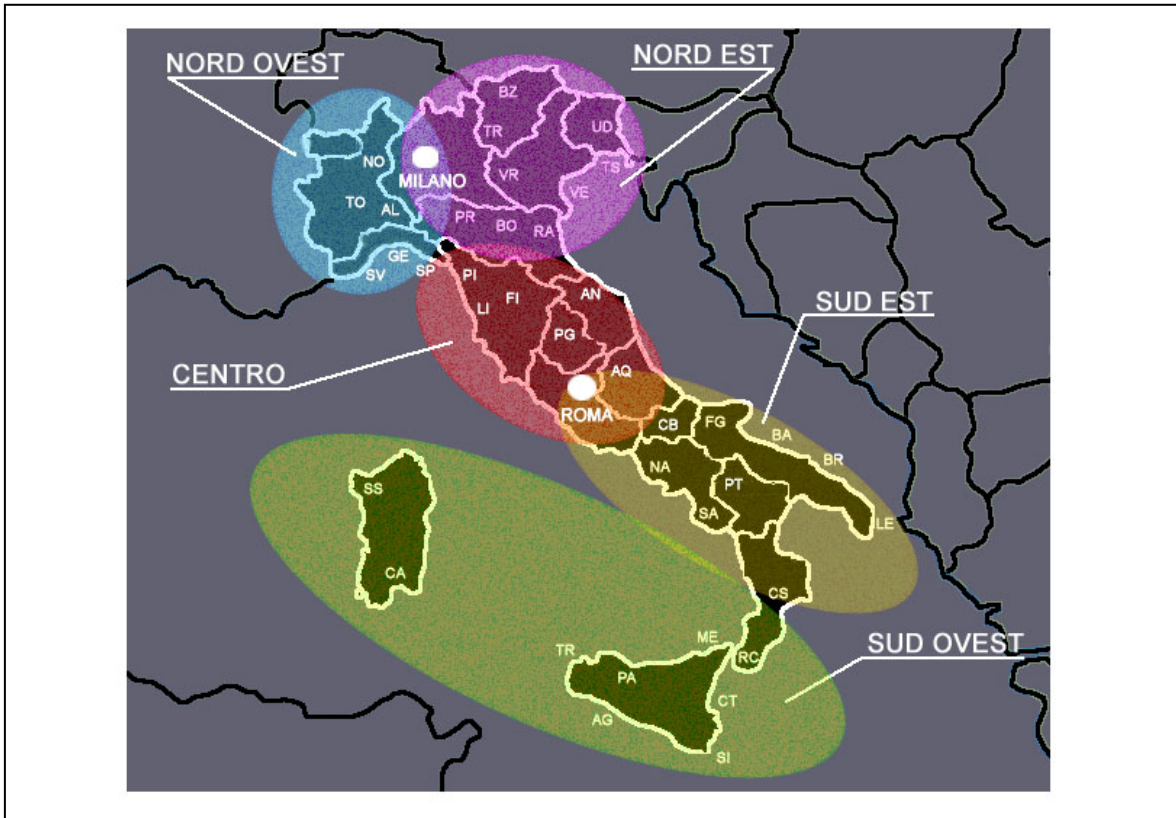 NORD OVEST
NORD EST
BZ
TR
UD
NO
MILANO
VR
TS
TO
VE
AL
PR
BO
RA
GE
SV
SP
PI
FI
AN
LI
SUD EST
PG
CENTRO
AQ
ROMA
CB
FG
BA
BR
NA
PT
SS
SA
LE
CA
CS
ME
SUD OVEST
TR
RC
PA
CT
AG
SI